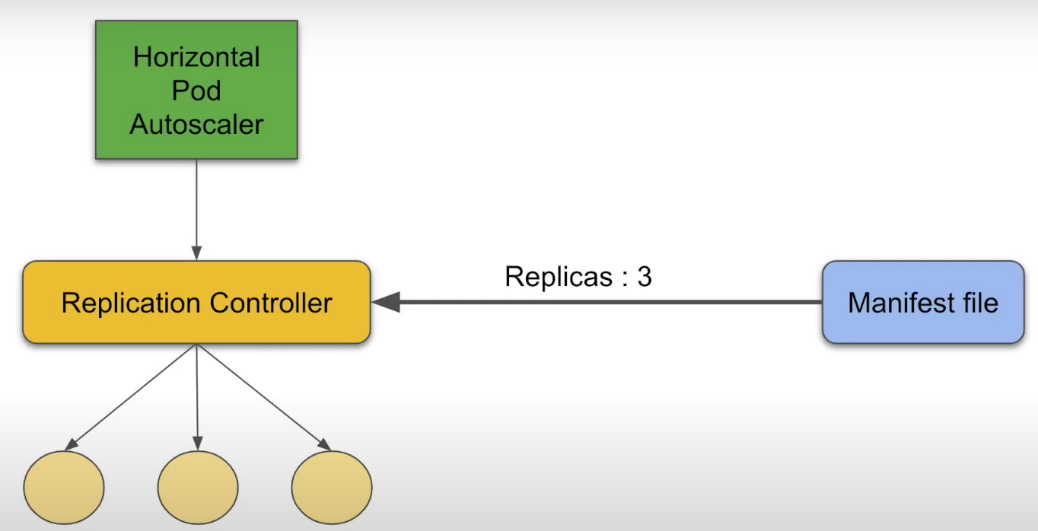 Horizontal
Pod
Autoscaler
Replicas : 3
Replication Controller
Manifest file